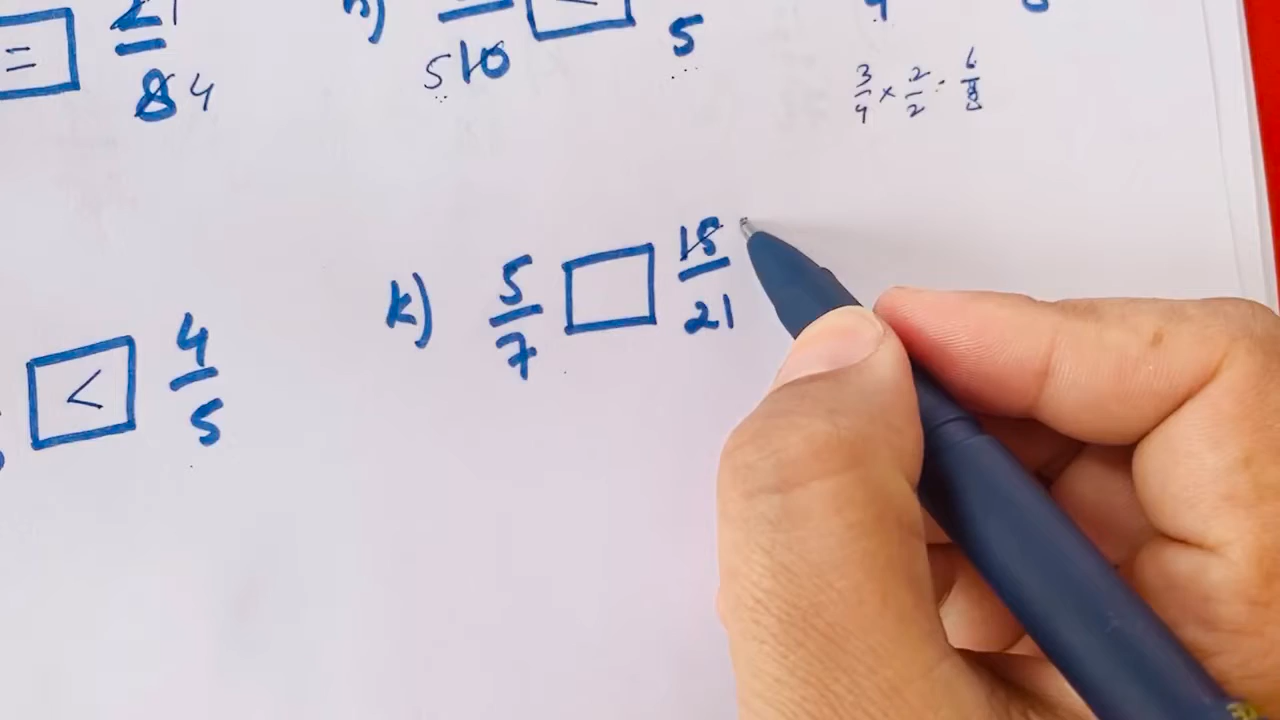 = 21/84
n) 510 5
3/4 × 2/2 = 6/8
k) 5/7 □ 18/21
< 4/5